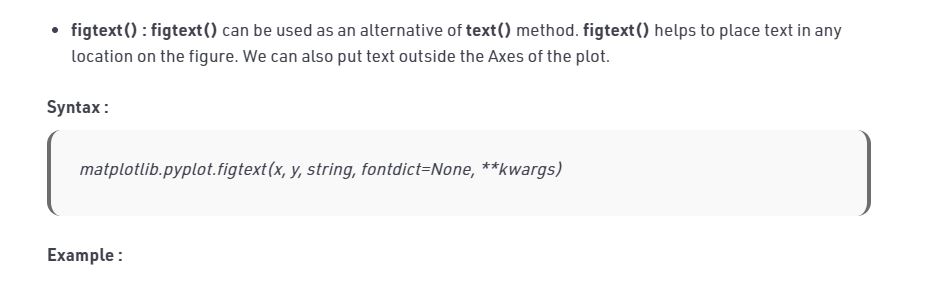 • figtext() : figtext() can be used as an alternative of text() method. figtext() helps to place text in any
location on the figure. We can also put text outside the Axes of the plot.
Syntax :
matplotlib.pyplot.figtext(x, y, string, fontdict=None, **kwargs)
Example :